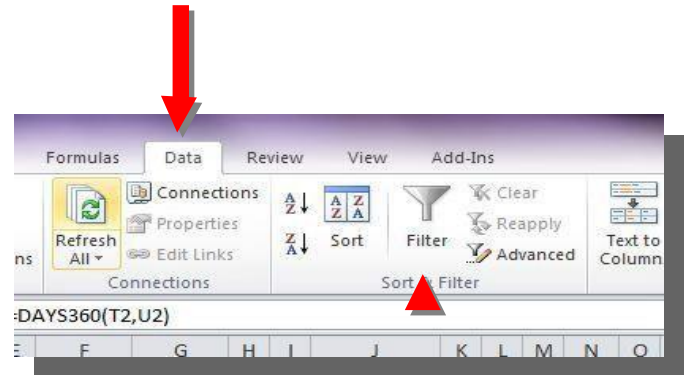 Formulas Data Review View Add-Ins
Connections
Properties
Edit Links
Refresh
All
ns
Connections
A
Z
Z
A
A Z
Z A
Sort
Filter
Clear
Reapply
Advanced
Sort & Filter
Text to
Column
=DAYS360(T2,U2)
E F G H I J K L M N O